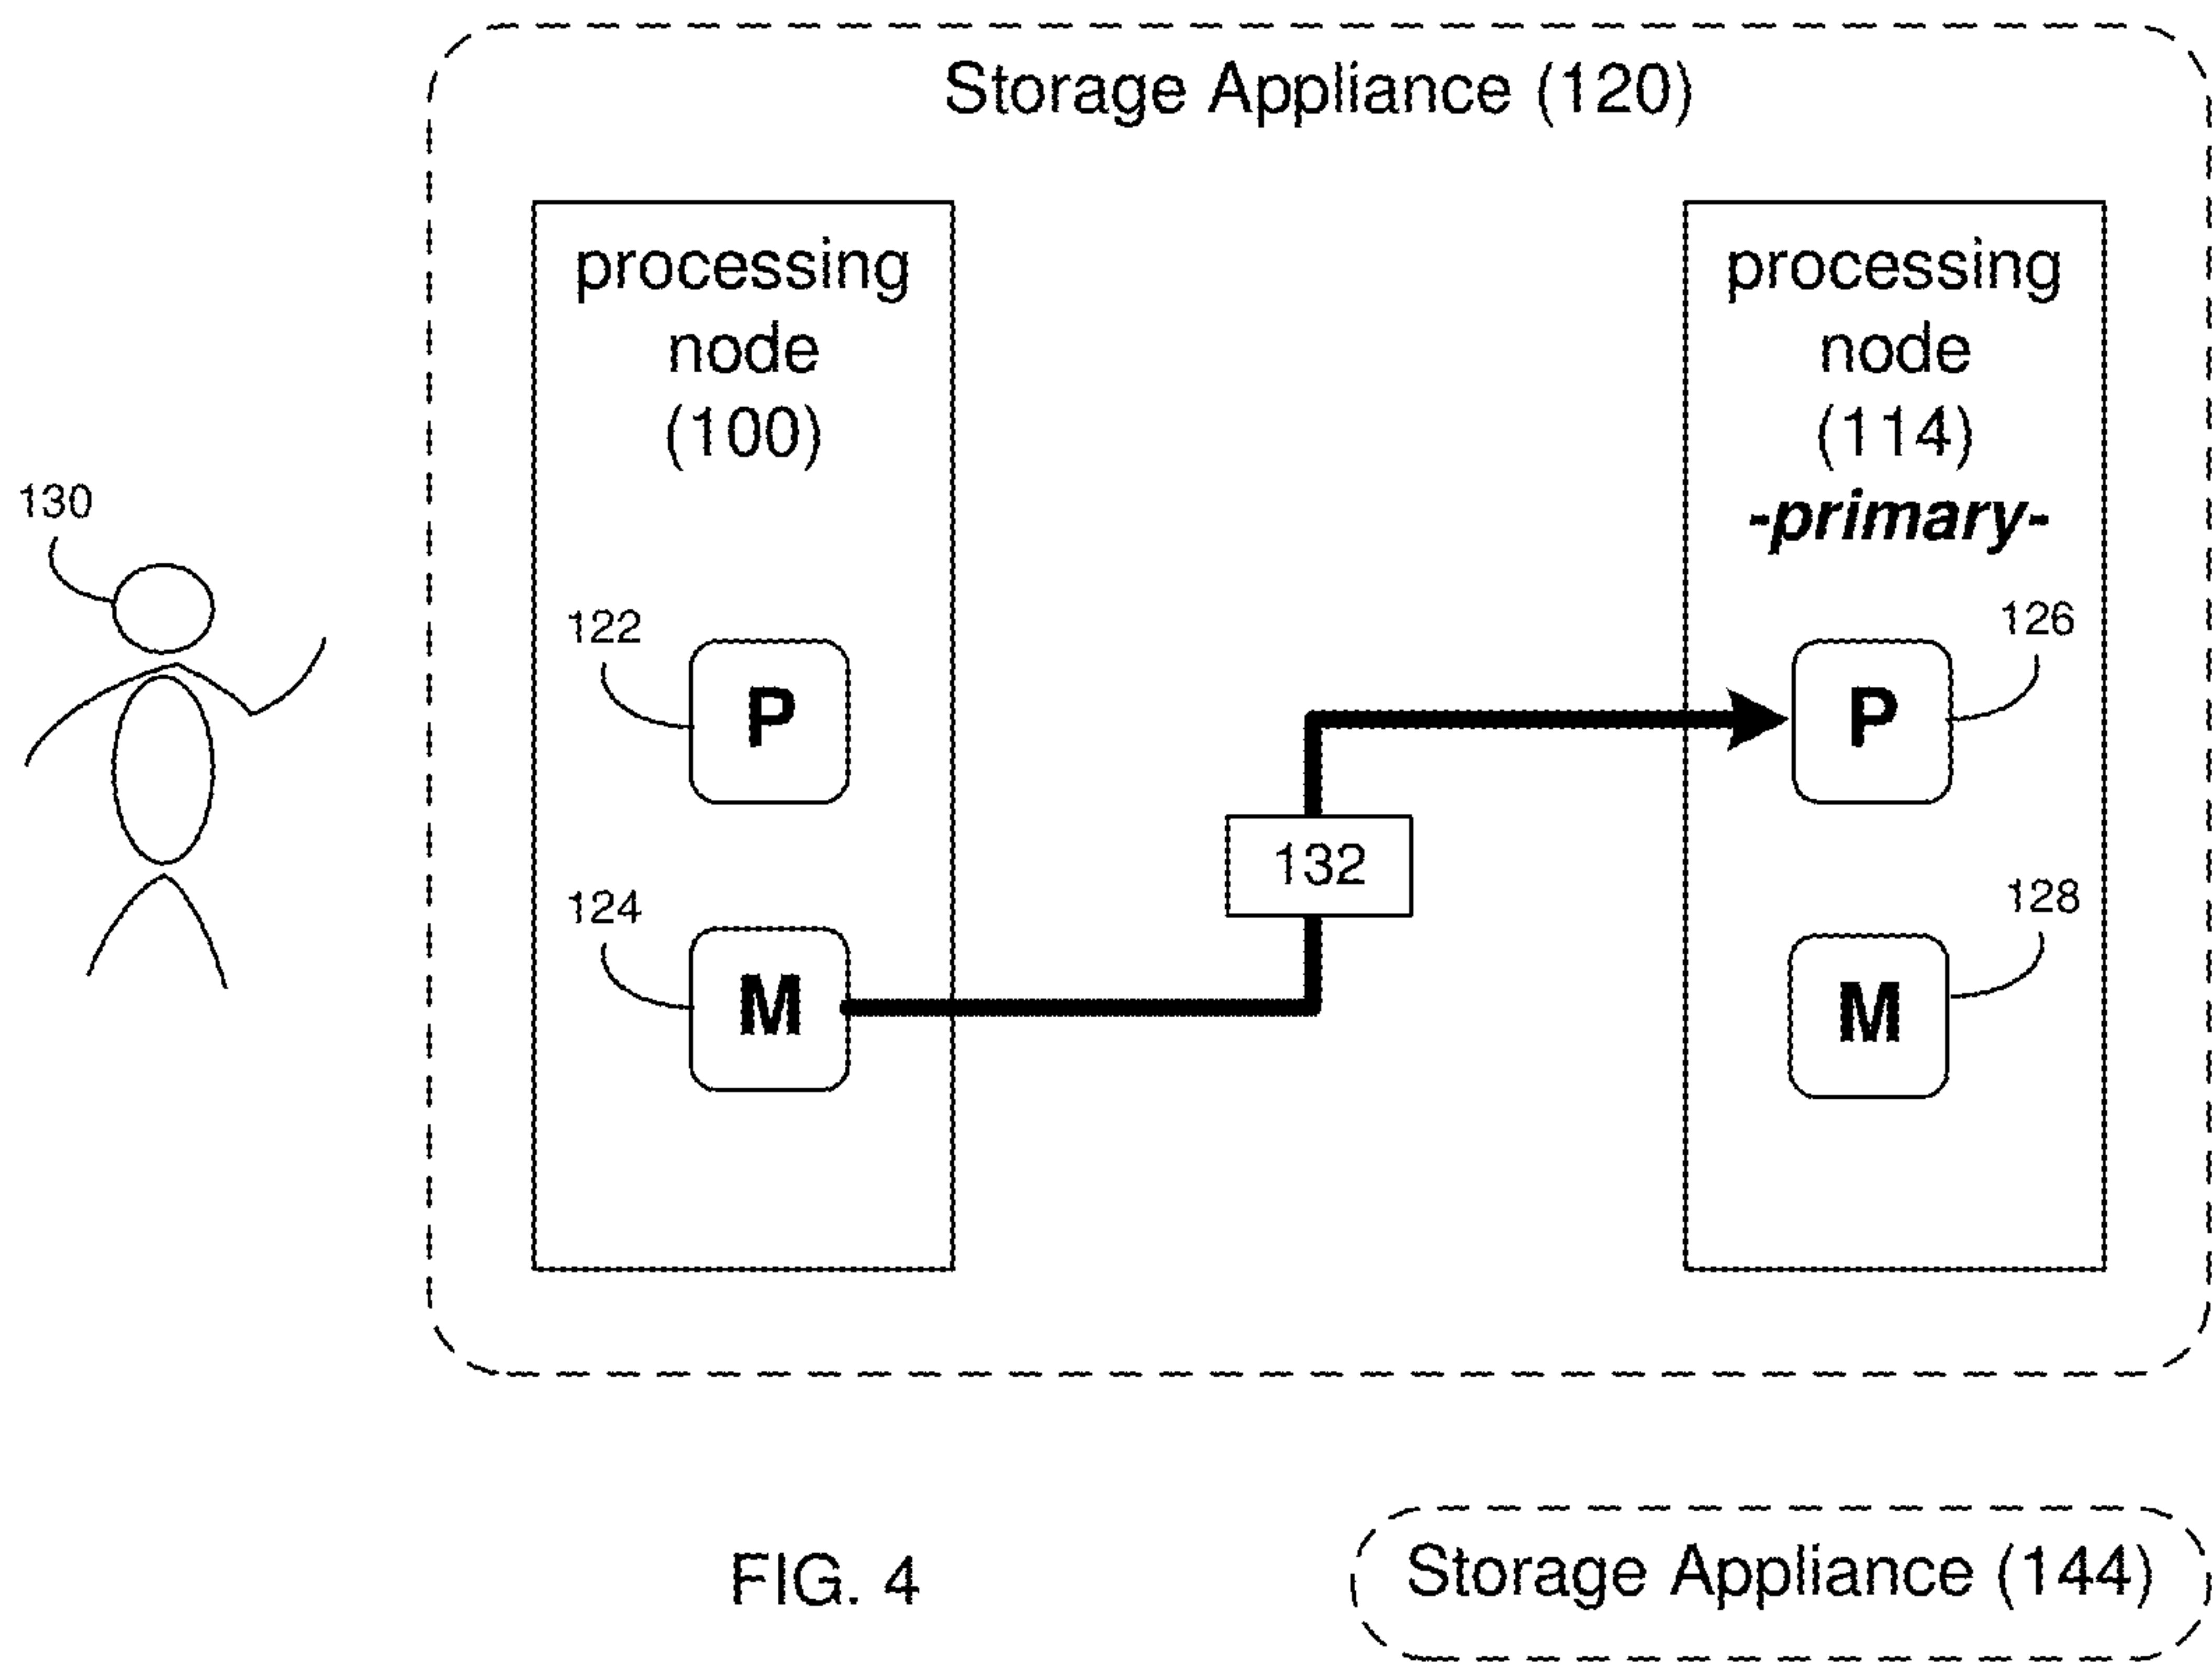 Storage Appliance (120)
processing
node
(100)
processing
node
(114)
-primary-
130
122
P
126
P
132
124
M
128
M
FIG. 4
Storage Appliance (144)